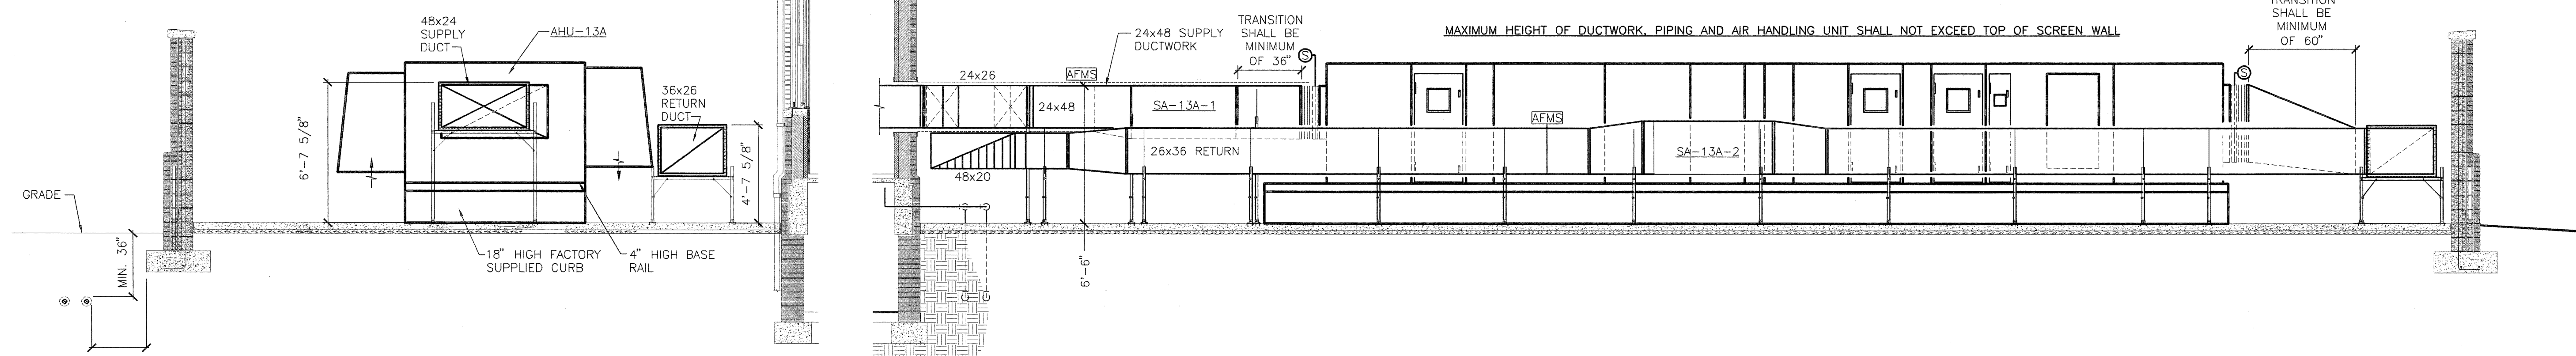 48x24
SUPPLY
DUCT
AHU-13A
36x26
RETURN
DUCT
6'-7 5/8"
4'-7 5/8"
GRADE
MIN. 36"
18" HIGH FACTORY
SUPPLIED CURB
4" HIGH BASE
RAIL
24x48 SUPPLY
DUCTWORK
TRANSITION
SHALL BE
MINIMUM
OF 36"
S
MAXIMUM HEIGHT OF DUCTWORK, PIPING AND AIR HANDLING UNIT SHALL NOT EXCEED TOP OF SCREEN WALL
TRANSITION
SHALL BE
MINIMUM
OF 60"
S
24x26
AFMS
24x48
SA-13A-1
AFMS
26x36 RETURN
SA-13A-2
48x20
6'-6"
G
G